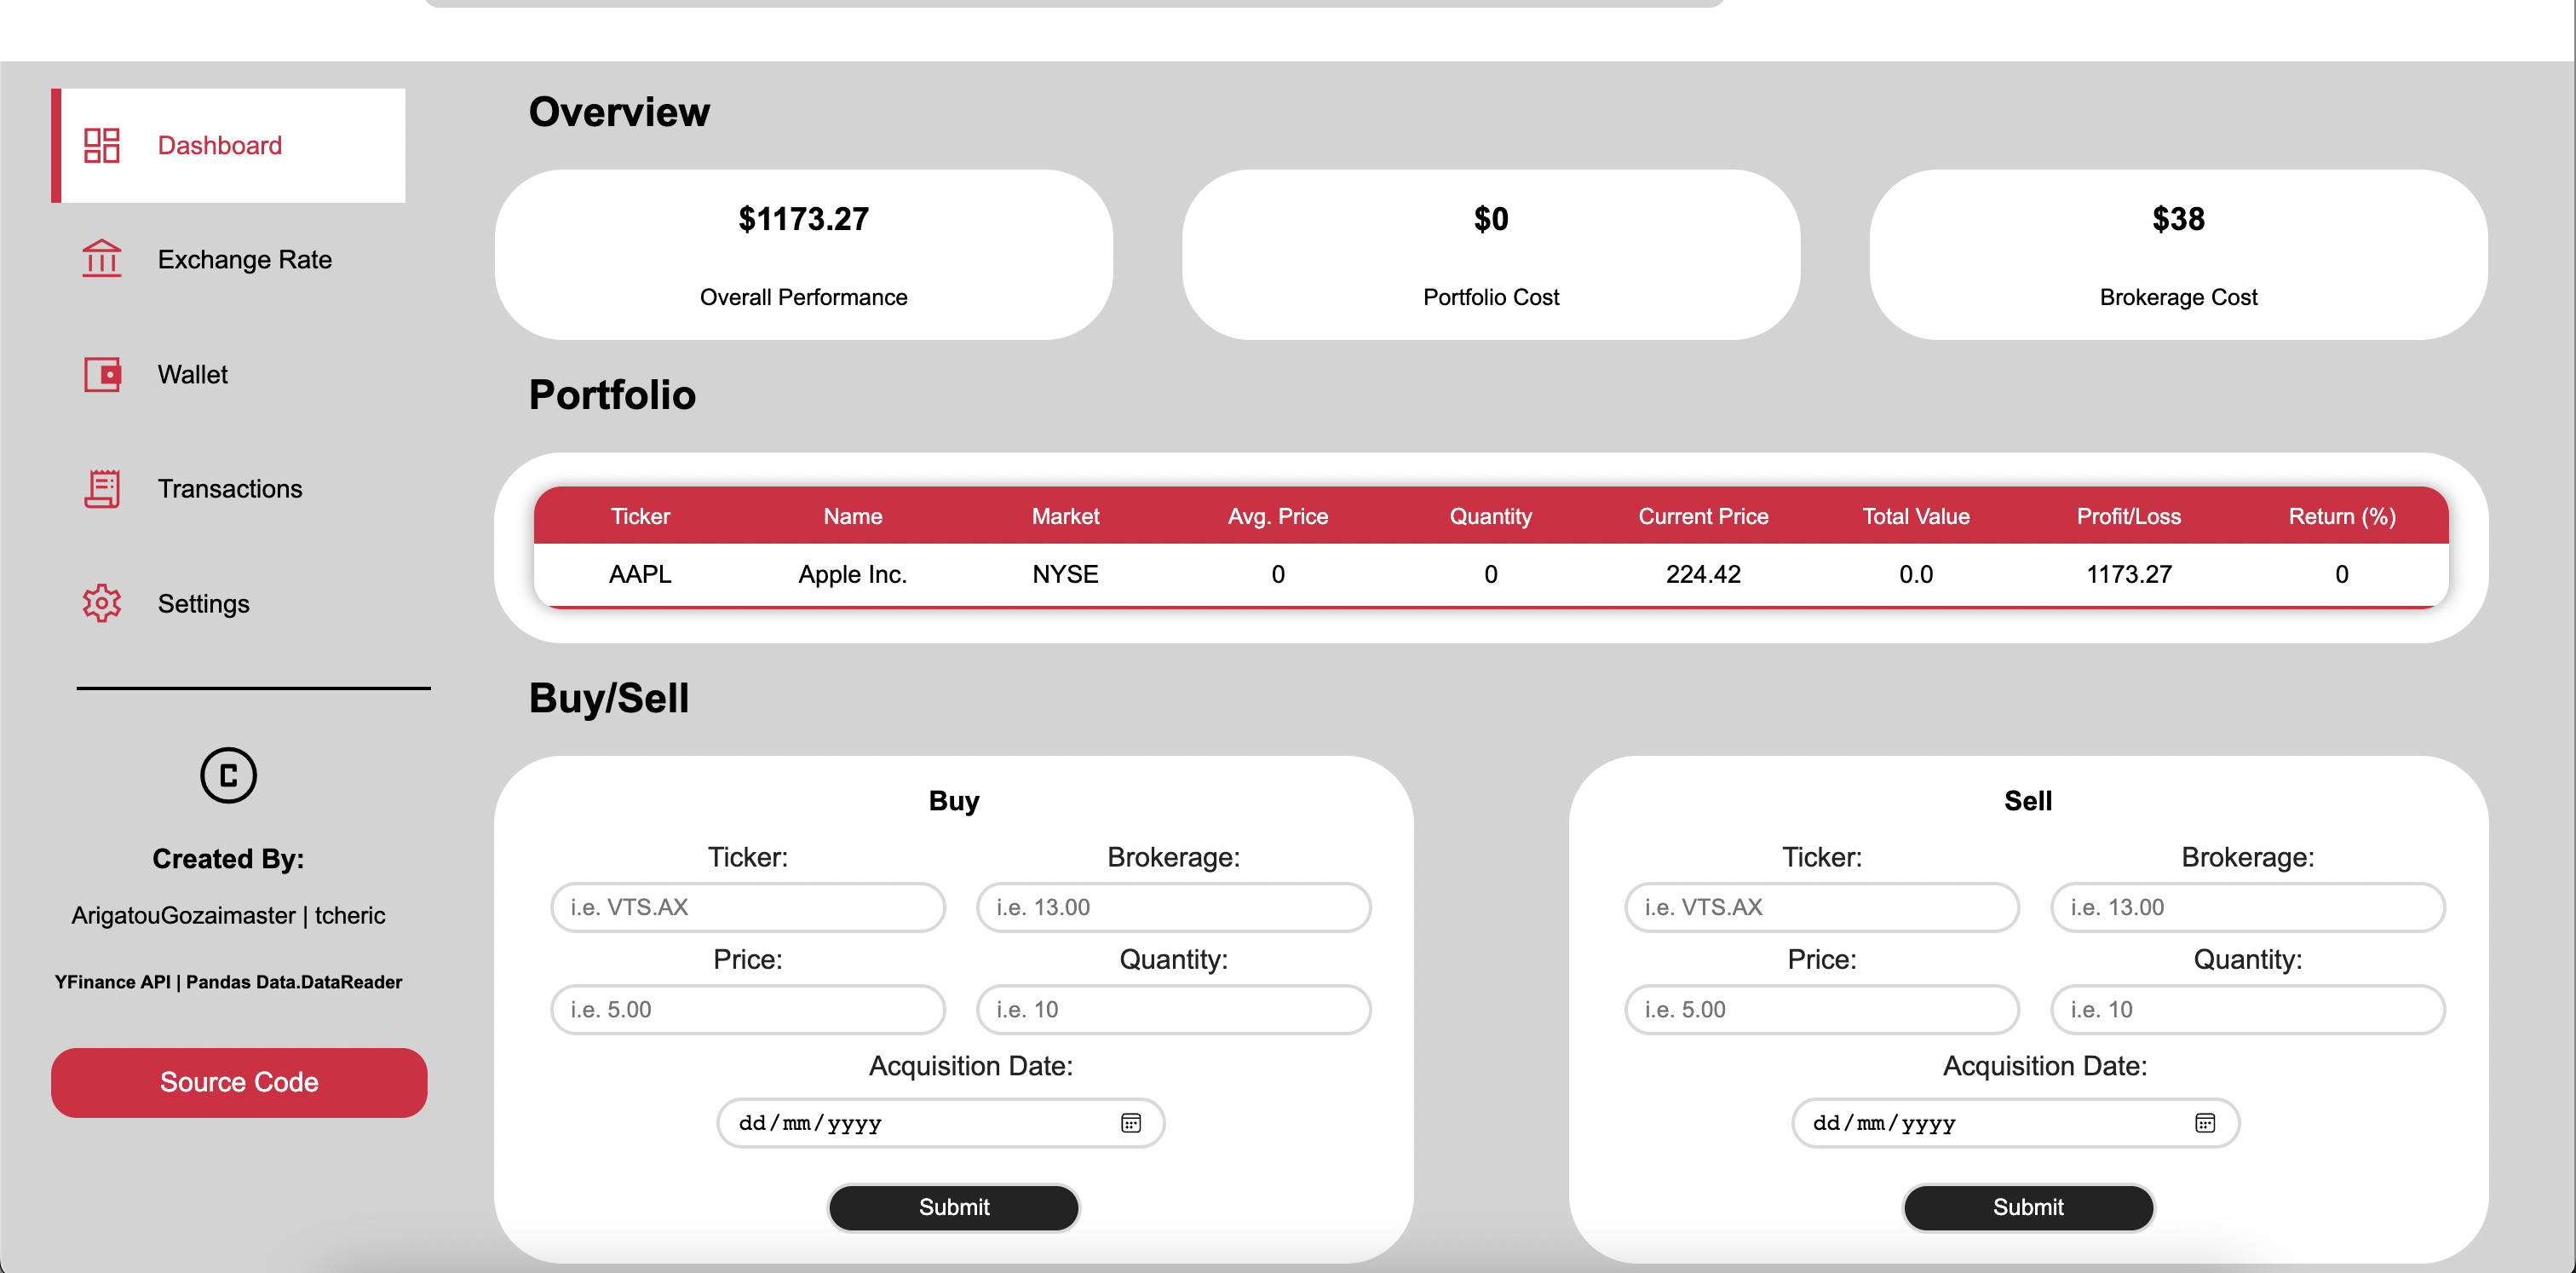 Dashboard
Exchange Rate
Wallet
Transactions
Settings
C
Created By:
ArigatouGozaimaster | tcheric
YFinance API | Pandas Data.DataReader
Source Code
Overview
$1173.27
Overall Performance
$0
Portfolio Cost
$38
Brokerage Cost
Portfolio
Ticker Name Market Avg. Price Quantity Current Price Total Value Profit/Loss Return (%)
AAPL Apple Inc. NYSE 0 0 224.42 0.0 1173.27 0
Buy/Sell
Buy
Ticker: Brokerage:
i.e. VTS.AX i.e. 13.00
Price: Quantity:
i.e. 5.00 i.e. 10
Acquisition Date:
dd/mm/yyyy
Submit
Sell
Ticker: Brokerage:
i.e. VTS.AX i.e. 13.00
Price: Quantity:
i.e. 5.00 i.e. 10
Acquisition Date:
dd/mm/yyyy
Submit